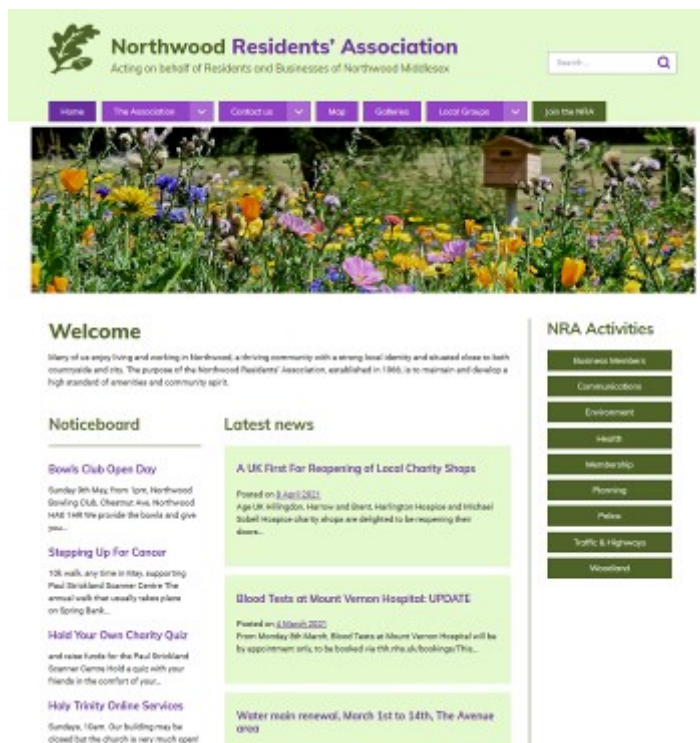 Northwood Residents' Association
Acting on behalf of Residents and Businesses of Northwood Middlesex
Search ...
Home
The Association
Contact us
Map
Galleries
Local Groups
Join the NRA
Welcome
Many of us enjoy living and working in Northwood, a thriving community with a strong local identity and situated close to both
countryside and city. The purpose of the Northwood Residents' Association, established in 1966, is to maintain and develop a
high standard of amenities and community spirit.
Noticeboard
Bowls Club Open Day
Sunday 9th May, from 1pm, Northwood
Bowling Club, Chestnut Ave, Northwood
HA6 1HR We provide the bowls and give
you...
Stepping Up For Cancer
10k walk, any time in May, supporting
Paul Strickland Scanner Centre The
annual walk that usually takes place
on Spring Bank...
Hold Your Own Charity Quiz
and raise funds for the Paul Strickland
Scanner Centre Hold a quiz with your
friends in the comfort of your...
Holy Trinity Online Services
Sundays, 10am. Our building may be
closed but the church is very much open!
Latest news
A UK First For Reopening of Local Charity Shops
Posted on 9 April 2021
Age UK Hillingdon, Harrow and Brent, Harlington Hospice and Michael
Sobell Hospice charity shops are delighted to be reopening their
doors...
Blood Tests at Mount Vernon Hospital: UPDATE
Posted on 4 March 2021
From Monday 8th March, Blood Tests at Mount Vernon Hospital will be
by appointment only, to be booked via thh.nhs.uk/bookings/This...
Water main renewal, March 1st to 14th, The Avenue
area
NRA Activities
Business Members
Communications
Environment
Health
Membership
Planning
Police
Traffic & Highways
Woodland